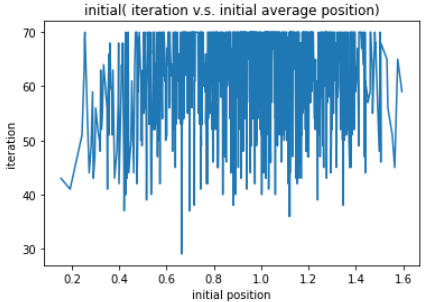 initial( iteration v.s. initial average position)
70
60
50
40
30
iteration
0.2 0.4 0.6 0.8 1.0 1.2 1.4 1.6
initial position